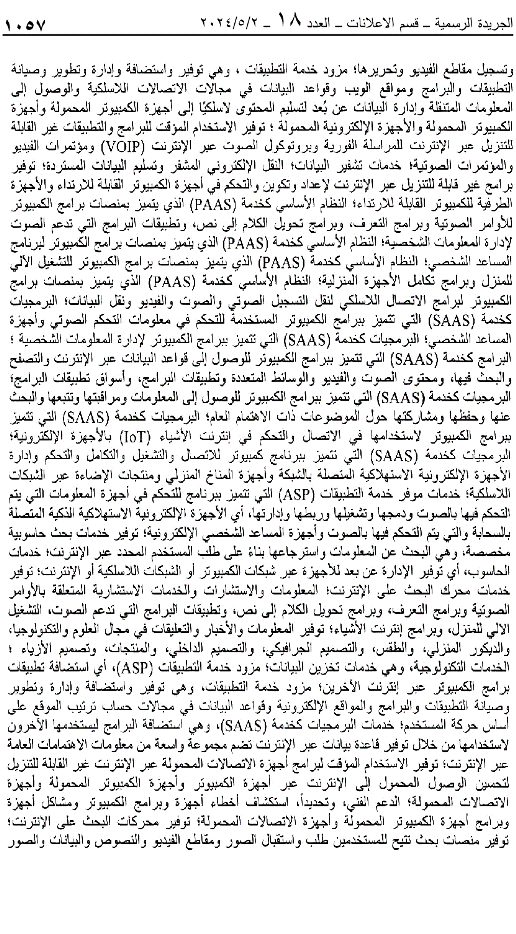 الجريدة الرسمية – قسم الاعلانات – العدد ١٨ – ٢٠٢٤/٥/٢ ١٠٥٧
وتسجيل مقاطع الفيديو وتحريرها؛ مزود خدمة التطبيقات ، وهي توفير واستضافة وإدارة وتطوير وصيانة
التطبيقات والبرامج ومواقع الويب وقواعد البيانات في مجالات الاتصالات اللاسلكية والوصول إلى
المعلومات المتنقلة وإدارة البيانات عن بُعد لتسليم المحتوى لاسلكيًا إلى أجهزة الكمبيوتر المحمولة وأجهزة
الكمبيوتر المحمولة والأجهزة الإلكترونية المحمولة ؛ توفير الاستخدام المؤقت للبرامج والتطبيقات غير القابلة
للتنزيل عبر الإنترنت للمراسلة الفورية وبروتوكول الصوت عبر الإنترنت (VOIP) ومؤتمرات الفيديو
والمؤتمرات الصوتية؛ خدمات تشفير البيانات؛ النقل الإلكتروني المشفر وتسليم البيانات المستردة؛ توفير
برامج غير قابلة للتنزيل عبر الإنترنت لإعداد وتكوين والتحكم في أجهزة الكمبيوتر القابلة للارتداء والأجهزة
الطرفية للكمبيوتر القابلة للارتداء؛ النظام الأساسي كخدمة (PAAS) الذي يتميز بمنصات برامج الكمبيوتر
للأوامر الصوتية وبرامج التعرف، وبرامج تحويل الكلام إلى نص، وتطبيقات البرامج التي تدعم الصوت
لإدارة المعلومات الشخصية؛ النظام الأساسي كخدمة (PAAS) الذي يتميز بمنصات برامج الكمبيوتر لبرنامج
المساعد الشخصي؛ النظام الأساسي كخدمة (PAAS) الذي يتميز بمنصات برامج الكمبيوتر للتشغيل الآلي
للمنزل وبرامج تكامل الأجهزة المنزلية؛ النظام الأساسي كخدمة (PAAS) الذي يتميز بمنصات برامج
الكمبيوتر لبرامج الاتصال اللاسلكي لنقل التسجيل الصوتي والصوت والفيديو ونقل البيانات؛ البرمجيات
كخدمة (SAAS) التي تتميز ببرامج الكمبيوتر المستخدمة للتحكم في معلومات التحكم الصوتي وأجهزة
المساعد الشخصي؛ البرمجيات كخدمة (SAAS) التي تتميز ببرامج الكمبيوتر لإدارة المعلومات الشخصية ؛
البرامج كخدمة (SAAS) التي تتميز ببرامج الكمبيوتر للوصول إلى قواعد البيانات عبر الإنترنت والتصفح
والبحث فيها، ومحتوى الصوت والفيديو والوسائط المتعددة وتطبيقات البرامج، وأسواق تطبيقات البرامج؛
البرمجيات كخدمة (SAAS) التي تتميز ببرامج الكمبيوتر للوصول إلى المعلومات ومراقبتها وتتبعها والبحث
عنها وحفظها ومشاركتها حول الموضوعات ذات الاهتمام العام؛ البرمجيات كخدمة (SAAS) التي تتميز
ببرامج الكمبيوتر لاستخدامها في الاتصال والتحكم في إنترنت الأشياء (IoT) بالأجهزة الإلكترونية؛
البرمجيات كخدمة (SAAS) التي تتميز ببرنامج كمبيوتر للاتصال والتشغيل والتكامل والتحكم وإدارة
الأجهزة الإلكترونية الاستهلاكية المتصلة بالشبكة وأجهزة المناخ المنزلي ومنتجات الإضاءة عبر الشبكات
اللاسلكية؛ خدمات موفر خدمة التطبيقات (ASP) التي تتميز ببرنامج للتحكم في أجهزة المعلومات التي يتم
التحكم فيها بالصوت ودمجها وتشغيلها وربطها وإدارتها، أي الأجهزة الإلكترونية الاستهلاكية الذكية المتصلة
بالسحابة والتي يتم التحكم فيها بالصوت وأجهزة المساعد الشخصي الإلكترونية؛ توفير خدمات بحث حاسوبية
مخصصة، وهي البحث عن المعلومات واسترجاعها بناءً على طلب المستخدم المحدد عبر الإنترنت؛ خدمات
الحاسوب، أي توفير الإدارة عن بعد للأجهزة عبر شبكات الكمبيوتر أو الشبكات اللاسلكية أو الإنترنت؛ توفير
خدمات محرك البحث على الإنترنت؛ المعلومات والاستشارات والخدمات الاستشارية المتعلقة بالأوامر
الصوتية وبرامج التعرف، وبرامج تحويل الكلام إلى نص، وتطبيقات البرامج التي تدعم الصوت، التشغيل
الآلي للمنزل، وبرامج إنترنت الأشياء؛ توفير المعلومات والأخبار والتعليقات في مجال العلوم والتكنولوجيا،
والديكور المنزلي، والطقس، والتصميم الجرافيكي، والتصميم الداخلي، والمنتجات، وتصميم الأزياء ؛
الخدمات التكنولوجية، وهي خدمات تخزين البيانات؛ مزود خدمة التطبيقات (ASP)، أي استضافة تطبيقات
برامج الكمبيوتر عبر إنترنت الآخرين؛ مزود خدمة التطبيقات، وهي توفير واستضافة وإدارة وتطوير
وصيانة التطبيقات والبرامج والمواقع الإلكترونية وقواعد البيانات في مجالات حساب ترتيب الموقع على
أساس حركة المستخدم؛ خدمات البرمجيات كخدمة (SAAS)، وهي استضافة البرامج ليستخدمها الآخرون
لاستخدامها من خلال توفير قاعدة بيانات عبر الإنترنت تضم مجموعة واسعة من معلومات الاهتمامات العامة
عبر الإنترنت؛ توفير الاستخدام المؤقت لبرامج أجهزة الاتصالات المحمولة عبر الإنترنت غير القابلة للتنزيل
لتحسين الوصول المحمول إلى الإنترنت عبر أجهزة الكمبيوتر وأجهزة الكمبيوتر المحمولة وأجهزة
الاتصالات المحمولة؛ الدعم الفني، وتحديداً، استكشاف أخطاء أجهزة وبرامج الكمبيوتر ومشاكل أجهزة
وبرامج أجهزة الكمبيوتر المحمولة وأجهزة الاتصالات المحمولة؛ توفير محركات البحث على الإنترنت؛
توفير منصات بحث تتيح للمستخدمين طلب واستقبال الصور ومقاطع الفيديو والنصوص والبيانات والصور